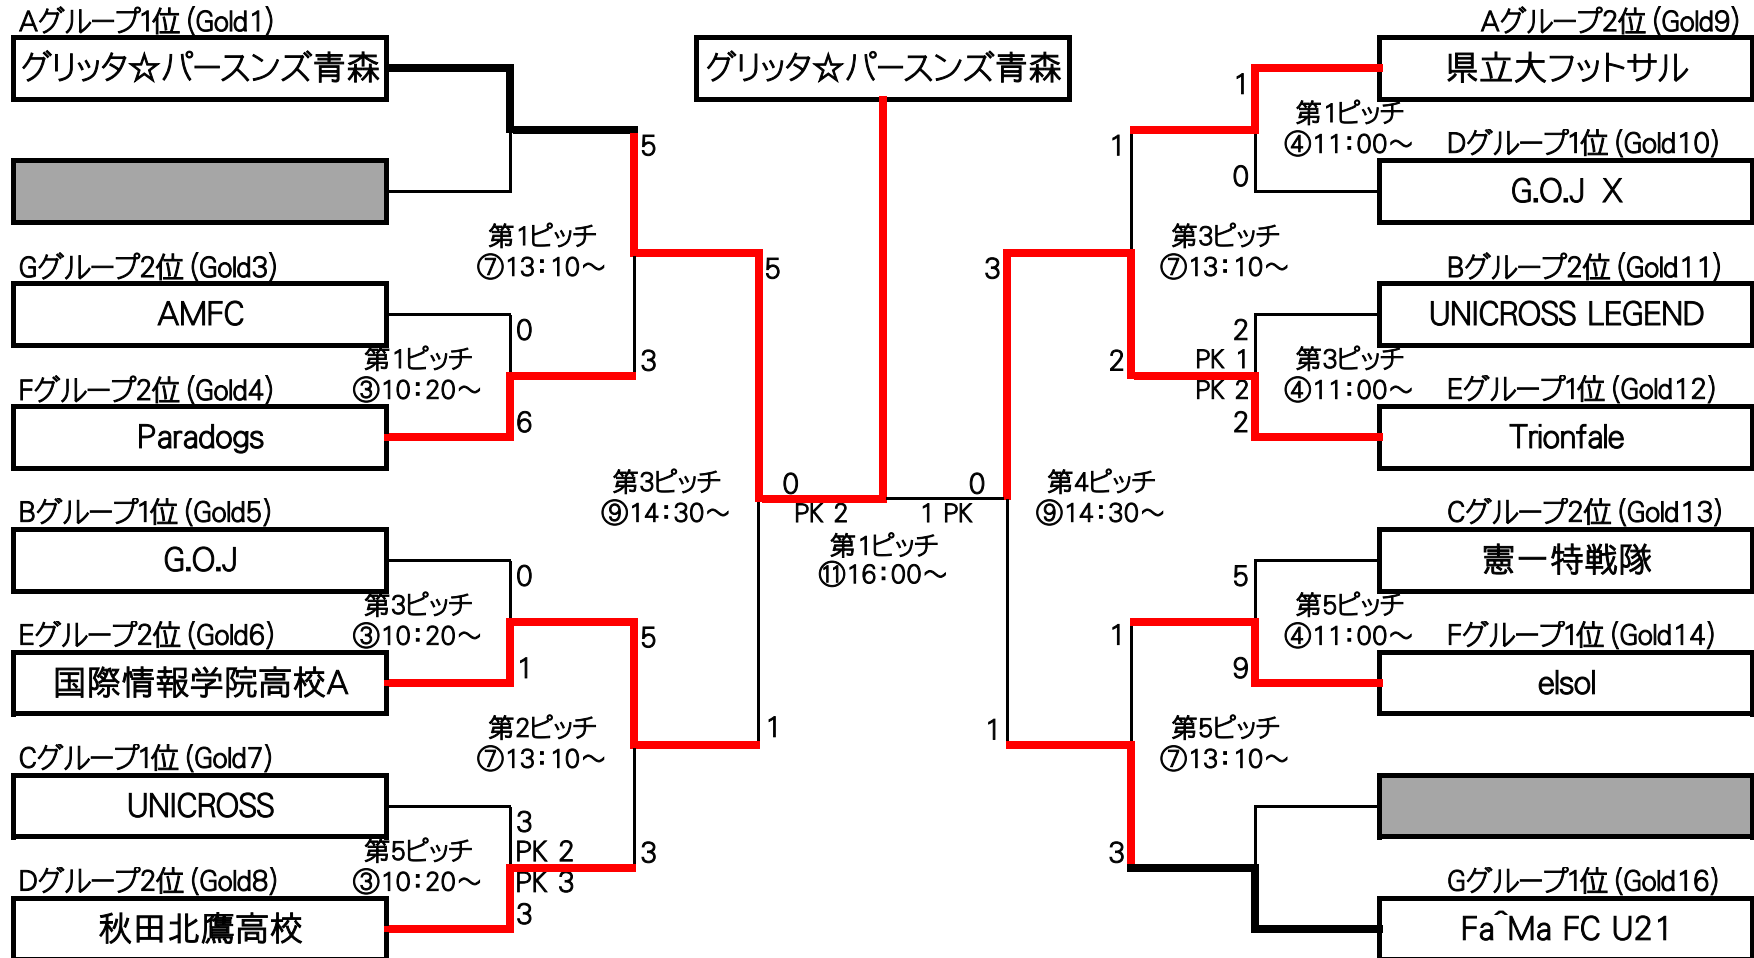 Aグループ1位 (Gold1)
グリッタ☆パースンズ青森
Gグループ2位 (Gold3)
AMFC
Fグループ2位 (Gold4)
Paradogs
Bグループ1位 (Gold5)
G.O.J
Eグループ2位 (Gold6)
国際情報学院高校A
Cグループ1位 (Gold7)
UNICROSS
Dグループ2位 (Gold8)
秋田北鷹高校
0
第1ピッチ
③10:20～
6
0
第3ピッチ
③10:20～
1
3
PK 2
第5ピッチ
③10:20～
PK 3
3
5
第1ピッチ
⑦13:10～
3
5
第2ピッチ
⑦13:10～
3
5
第3ピッチ
⑨14:30～
1
グリッタ☆パースンズ青森
0
0
PK 2
1 PK
第1ピッチ
⑪16:00～
3
第4ピッチ
⑨14:30～
1
1
第3ピッチ
⑦13:10～
2
1
第5ピッチ
⑦13:10～
3
1
第1ピッチ
④11:00～
0
2
PK 1
第3ピッチ
④11:00～
PK 2
2
5
第5ピッチ
④11:00～
9
Aグループ2位 (Gold9)
県立大フットサル
Dグループ1位 (Gold10)
G.O.J X
Bグループ2位 (Gold11)
UNICROSS LEGEND
Eグループ1位 (Gold12)
Trionfale
Cグループ2位 (Gold13)
憲一特戦隊
Fグループ1位 (Gold14)
elsol
Gグループ1位 (Gold16)
Fa^Ma FC U21